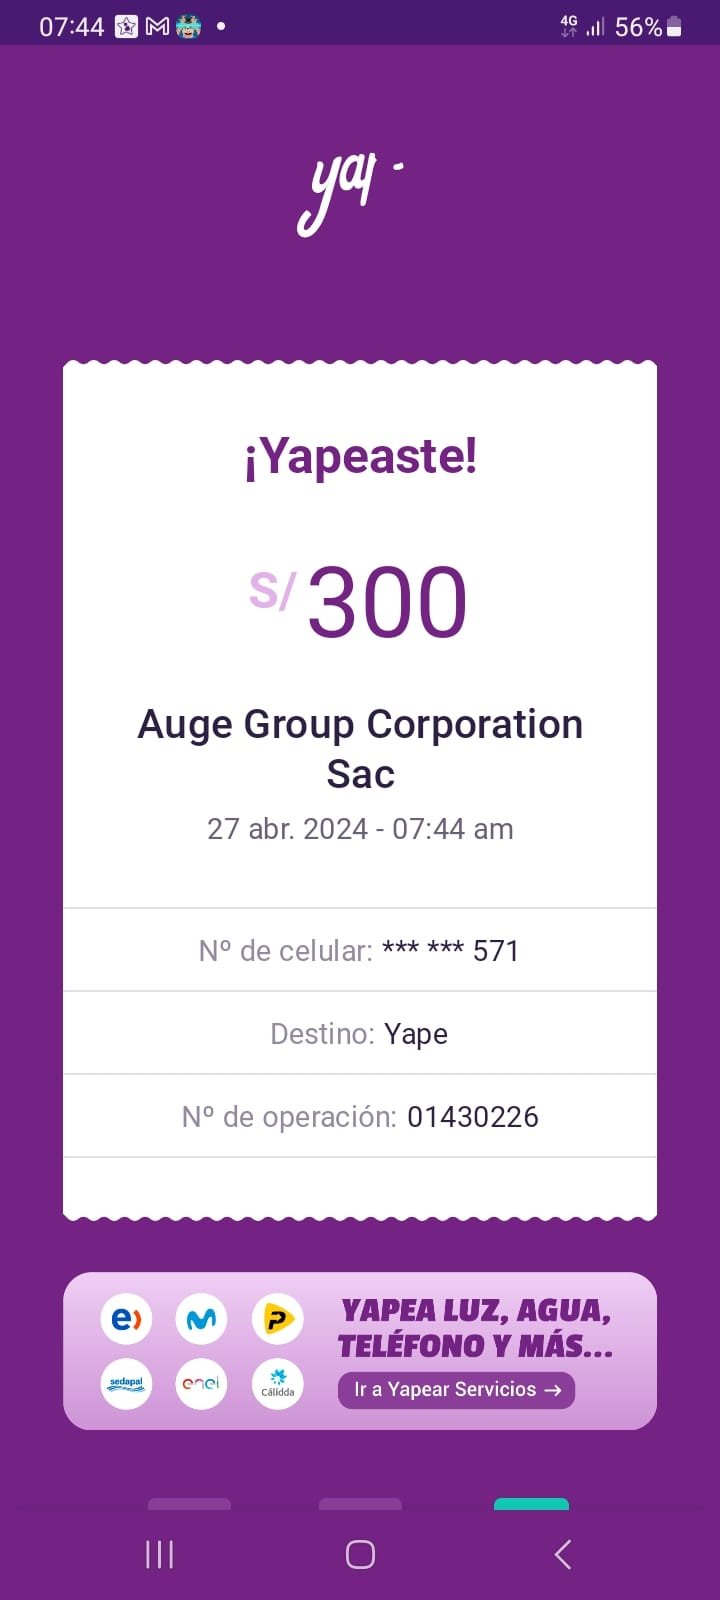 07:44
4G 56%
yap
¡Yapeaste!
S/ 300
Auge Group Corporation
Sac
27 abr. 2024 - 07:44 am
Nº de celular: *** *** 571
Destino: Yape
Nº de operación: 01430226
e)
P
sedapal
enel
Cálidda
YAPEA LUZ, AGUA,
TELÉFONO Y MÁS...
Ir a Yapear Servicios →